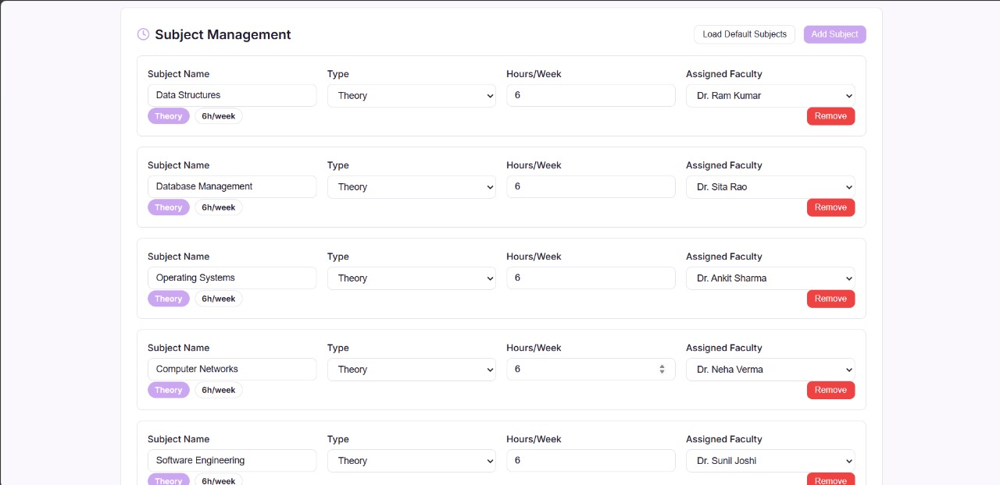 Subject Management Load Default Subjects Add Subject
Subject Name Type Hours/Week Assigned Faculty
Data Structures Theory 6 Dr. Ram Kumar
Theory 6h/week Remove
Subject Name Type Hours/Week Assigned Faculty
Database Management Theory 6 Dr. Sita Rao
Theory 6h/week Remove
Subject Name Type Hours/Week Assigned Faculty
Operating Systems Theory 6 Dr. Ankit Sharma
Theory 6h/week Remove
Subject Name Type Hours/Week Assigned Faculty
Computer Networks Theory 6 Dr. Neha Verma
Theory 6h/week Remove
Subject Name Type Hours/Week Assigned Faculty
Software Engineering Theory 6 Dr. Sunil Joshi
Theory 6h/week Remove